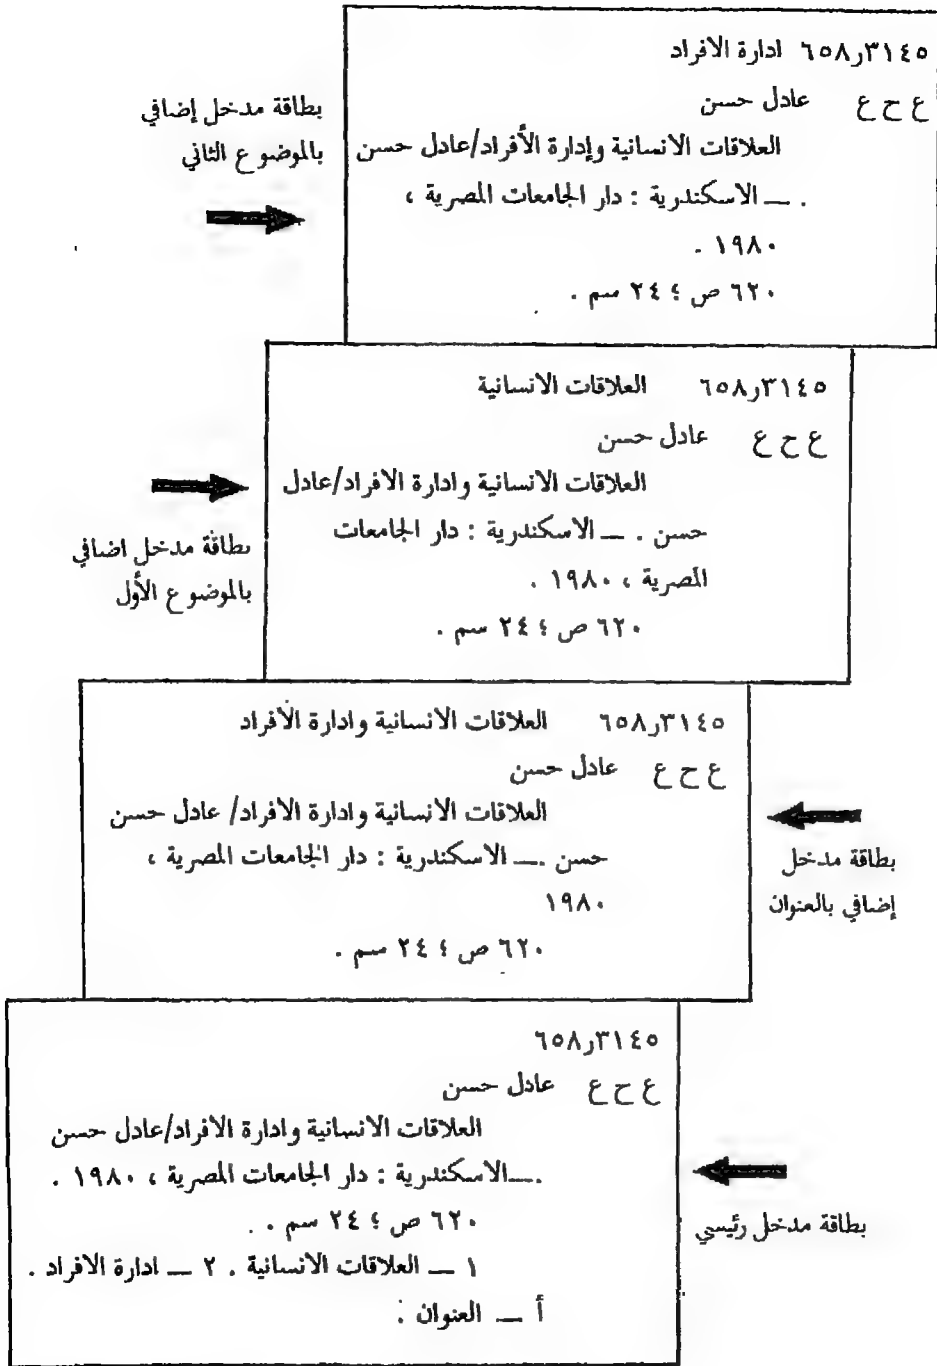 ٦٥٨٫٣١٤٥ ادارة الافراد
ع ح ع عادل حسن
العلاقات الانسانية وإدارة الأفراد/عادل حسن
. ــ الاسكندرية : دار الجامعات المصرية ،
١٩٨٠ .
٦٢٠ ص ؛ ٢٤ سم .
بطاقة مدخل إضافي
بالموضوع الثاني
٦٥٨٫٣١٤٥ العلاقات الانسانية
ع ح ع عادل حسن
العلاقات الانسانية وادارة الافراد/عادل
حسن . ــ الاسكندرية : دار الجامعات
المصرية ، ١٩٨٠ .
٦٢٠ ص ؛ ٢٤ سم .
بطاقة مدخل اضافي
بالموضوع الأول
٦٥٨٫٣١٤٥ العلاقات الانسانية وادارة الأفراد
ع ح ع عادل حسن
العلاقات الانسانية وادارة الافراد/ عادل حسن
حسن .ــ الاسكندرية : دار الجامعات المصرية ،
١٩٨٠
٦٢٠ ص ؛ ٢٤ سم .
بطاقة مدخل
إضافي بالعنوان
٦٥٨٫٣١٤٥
ع ح ع عادل حسن
العلاقات الانسانية وادارة الافراد/عادل حسن
.ــ الاسكندرية : دار الجامعات المصرية ، ١٩٨٠ .
٦٢٠ ص ؛ ٢٤ سم .
١ ــ العلاقات الانسانية . ٢ ــ ادارة الافراد .
أ ــ العنوان .
بطاقة مدخل رئيسي